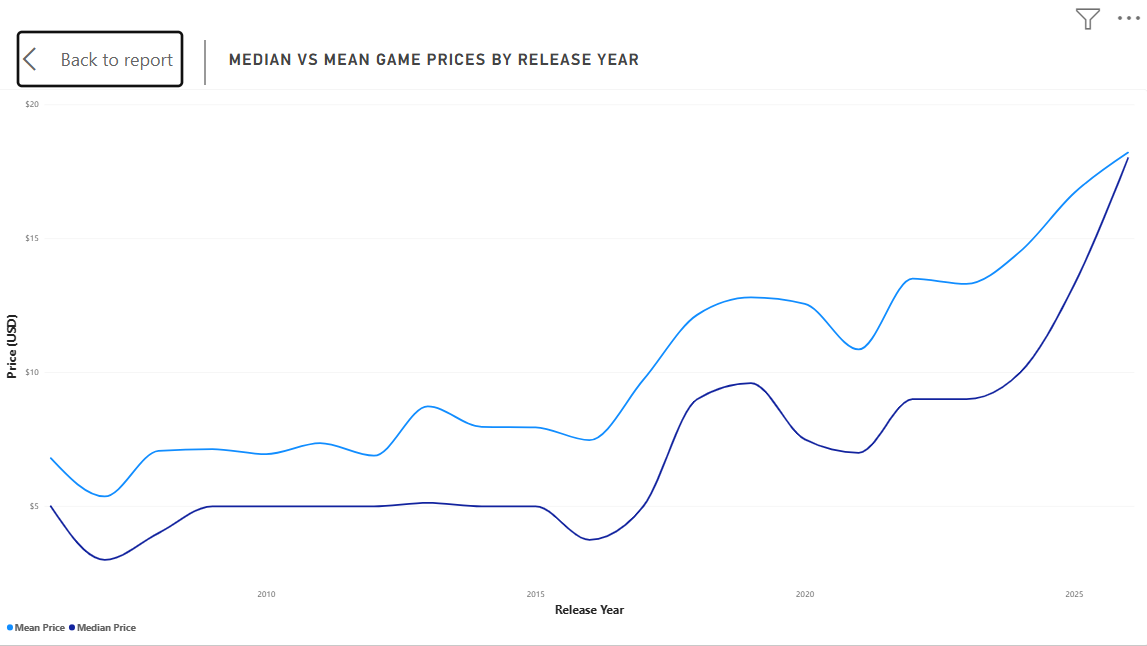 Back to report
MEDIAN VS MEAN GAME PRICES BY RELEASE YEAR
$20
$15
$10
$5
Price (USD)
2010 2015 2020 2025
Release Year
Mean Price Median Price